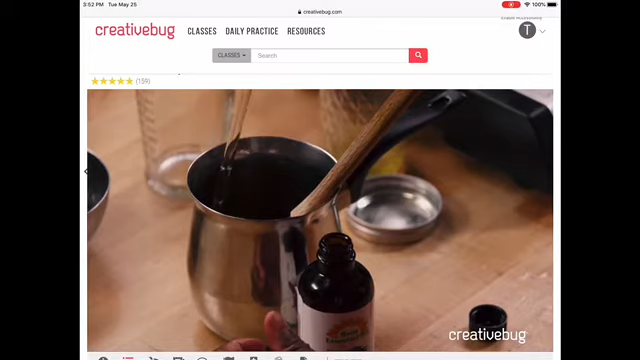 3:52 PM Tue May 25
creativebug.com
100%
creativebug
CLASSES
DAILY PRACTICE
RESOURCES
T
CLASSES
Search
(159)
creativebug